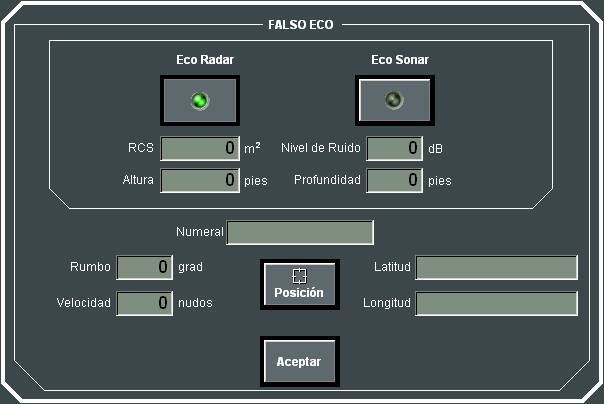 FALSO ECO
Eco Radar Eco Sonar
RCS 0 m² Nivel de Ruido 0 dB
Altura 0 pies Profundidad 0 pies
Numeral
Rumbo 0 grad Latitud
Posición
Velocidad 0 nudos Longitud
Aceptar